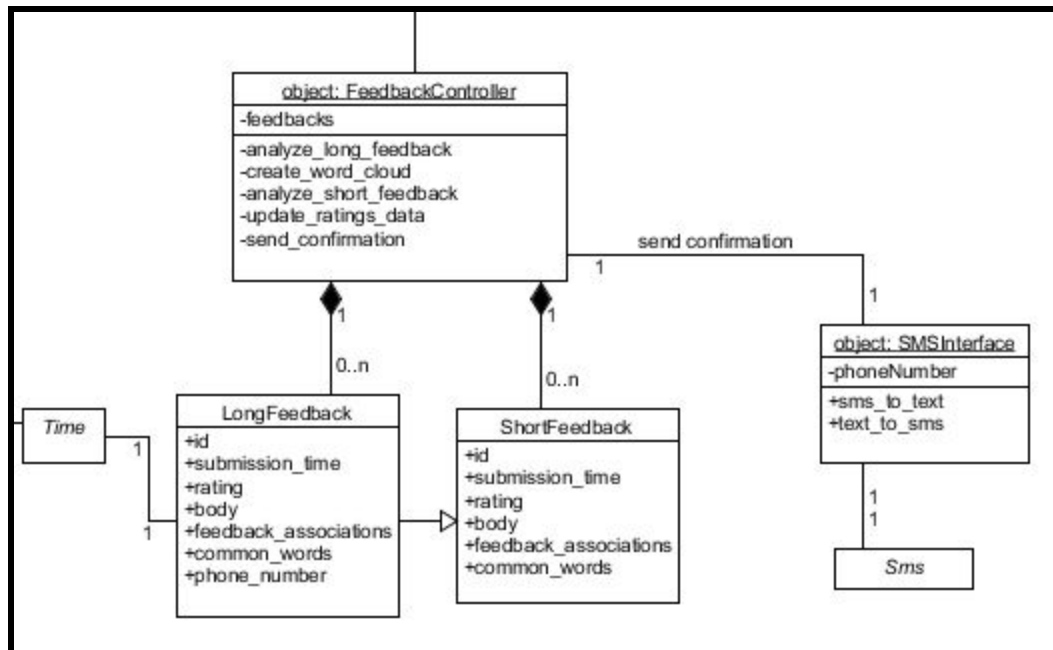 object: FeedbackController
-feedbacks
-analyze_long_feedback
-create_word_cloud
-analyze_short_feedback
-update_ratings_data
-send_confirmation
send confirmation
1
1
1
1
0..n
0..n
object: SMSInterface
-phoneNumber
+sms_to_text
+text_to_sms
Time
1
1
LongFeedback
+id
+submission_time
+rating
+body
+feedback_associations
+common_words
+phone_number
ShortFeedback
+id
+submission_time
+rating
+body
+feedback_associations
+common_words
1
1
Sms